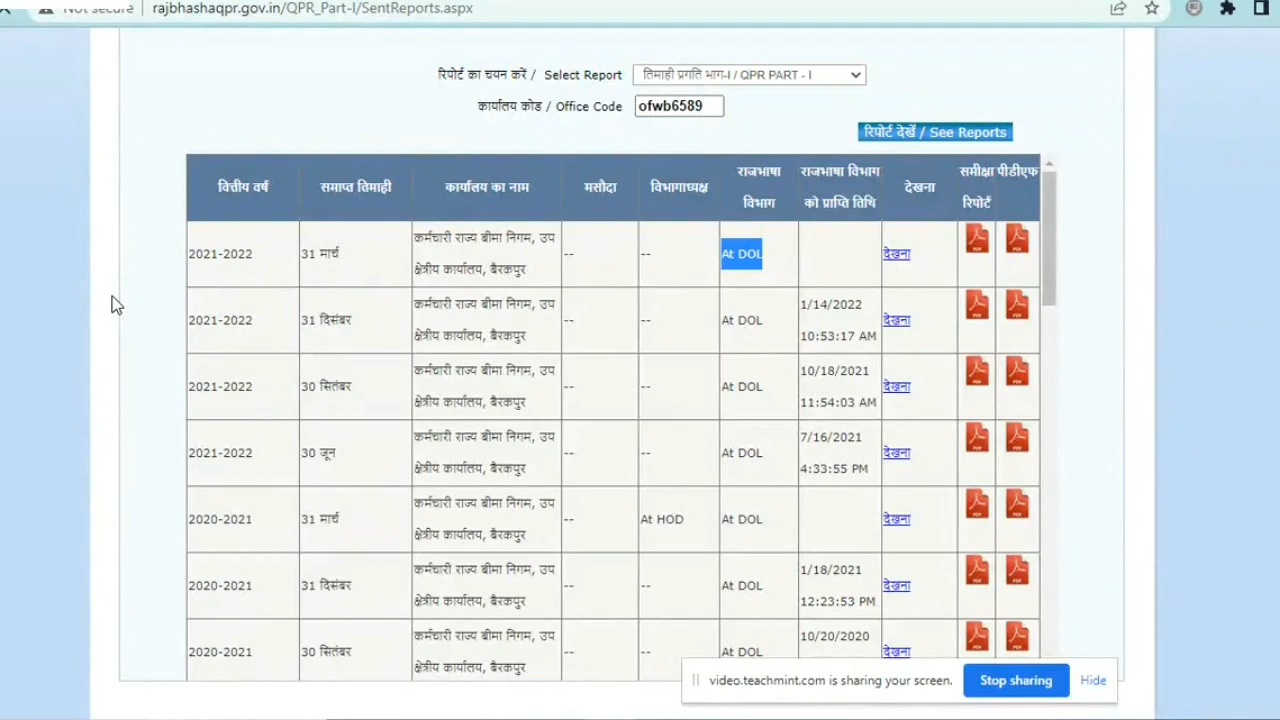 Not secure rajbhashaqpr.gov.in/QPR_Part-I/SentReports.aspx
रिपोर्ट का चयन करें / Select Report तिमाही प्रगति भाग-I / QPR PART - I
कार्यालय कोड / Office Code ofwb6589
रिपोर्ट देखें / See Reports
वित्तीय वर्ष समाप्त तिमाही कार्यालय का नाम मसौदा विभागाध्यक्ष राजभाषा विभाग राजभाषा विभाग को प्राप्ति तिथि देखना समीक्षा रिपोर्ट पीडीएफ
2021-2022 31 मार्च कर्मचारी राज्य बीमा निगम, उप क्षेत्रीय कार्यालय, बैरकपुर -- -- At DOL देखना
2021-2022 31 दिसंबर कर्मचारी राज्य बीमा निगम, उप क्षेत्रीय कार्यालय, बैरकपुर -- -- At DOL 1/14/2022 10:53:17 AM देखना
2021-2022 30 सितंबर कर्मचारी राज्य बीमा निगम, उप क्षेत्रीय कार्यालय, बैरकपुर -- -- At DOL 10/18/2021 11:54:03 AM देखना
2021-2022 30 जून कर्मचारी राज्य बीमा निगम, उप क्षेत्रीय कार्यालय, बैरकपुर -- -- At DOL 7/16/2021 4:33:55 PM देखना
2020-2021 31 मार्च कर्मचारी राज्य बीमा निगम, उप क्षेत्रीय कार्यालय, बैरकपुर -- At HOD At DOL देखना
2020-2021 31 दिसंबर कर्मचारी राज्य बीमा निगम, उप क्षेत्रीय कार्यालय, बैरकपुर -- -- At DOL 1/18/2021 12:23:53 PM देखना
2020-2021 30 सितंबर कर्मचारी राज्य बीमा निगम, उप क्षेत्रीय कार्यालय, बैरकपुर -- -- At DOL 10/20/2020 देखना
video.teachmint.com is sharing your screen. Stop sharing Hide